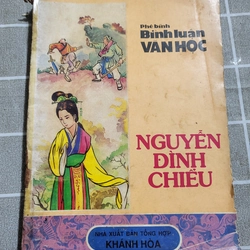 Phê bình
Bình luận
VĂN HỌC
NGUYỄN
ĐÌNH
CHIỂU
NHÀ XUẤT BẢN TỔNG HỢP
KHÁNH HÒA